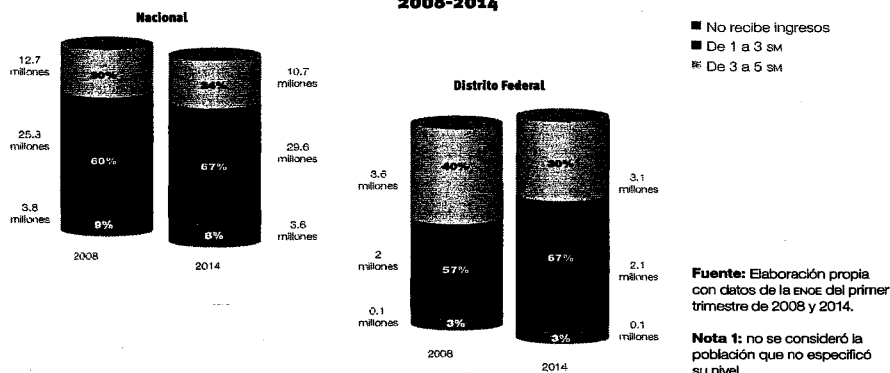 2008-2014
Nacional
12.7
millones
25.3
millones
3.8
millones
60%
9%
2008
67%
8%
2014
10.7
millones
29.6
millones
3.6
millones
Distrito Federal
3.6
millones
2
millones
0.1
millones
40%
57%
3%
2008
30%
67%
3%
2014
3.1
millones
2.1
millones
0.1
millones
No recibe ingresos
De 1 a 3 SM
De 3 a 5 SM
Fuente: Elaboración propia
con datos de la ENOE del primer
trimestre de 2008 y 2014.
Nota 1: no se consideró la
población que no especificó
su nivel